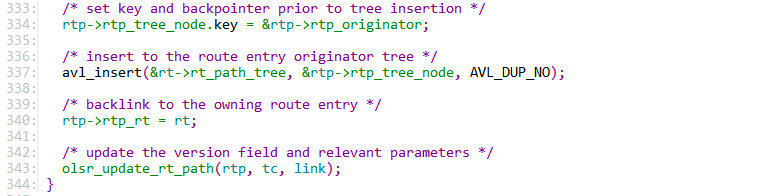 333:   /* set key and backpointer prior to tree insertion */
334:   rtp->rtp_tree_node.key = &rtp->rtp_originator;
335:
336:   /* insert to the route entry originator tree */
337:   avl_insert(&rt->rt_path_tree, &rtp->rtp_tree_node, AVL_DUP_NO);
338:
339:   /* backlink to the owning route entry */
340:   rtp->rtp_rt = rt;
341:
342:   /* update the version field and relevant parameters */
343:   olsr_update_rt_path(rtp, tc, link);
344: }